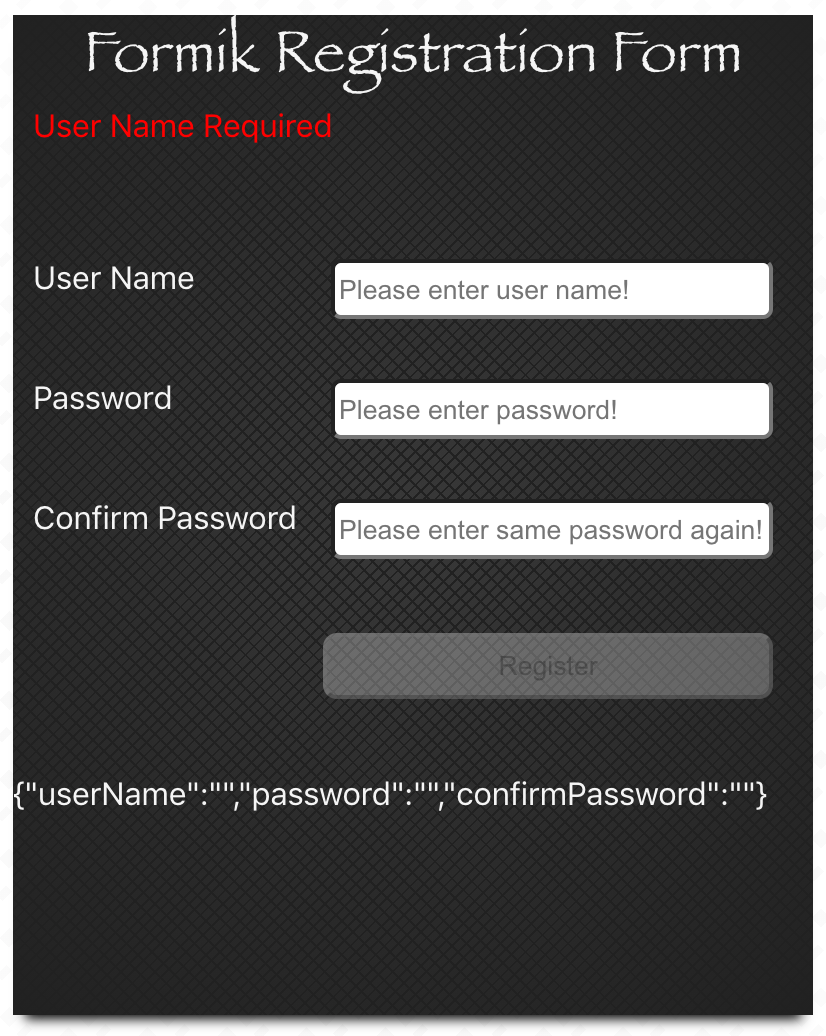 Formik Registration Form
User Name Required
User Name
Please enter user name!
Password
Please enter password!
Confirm Password
Please enter same password again!
Register
{"userName":"","password":"","confirmPassword":""}